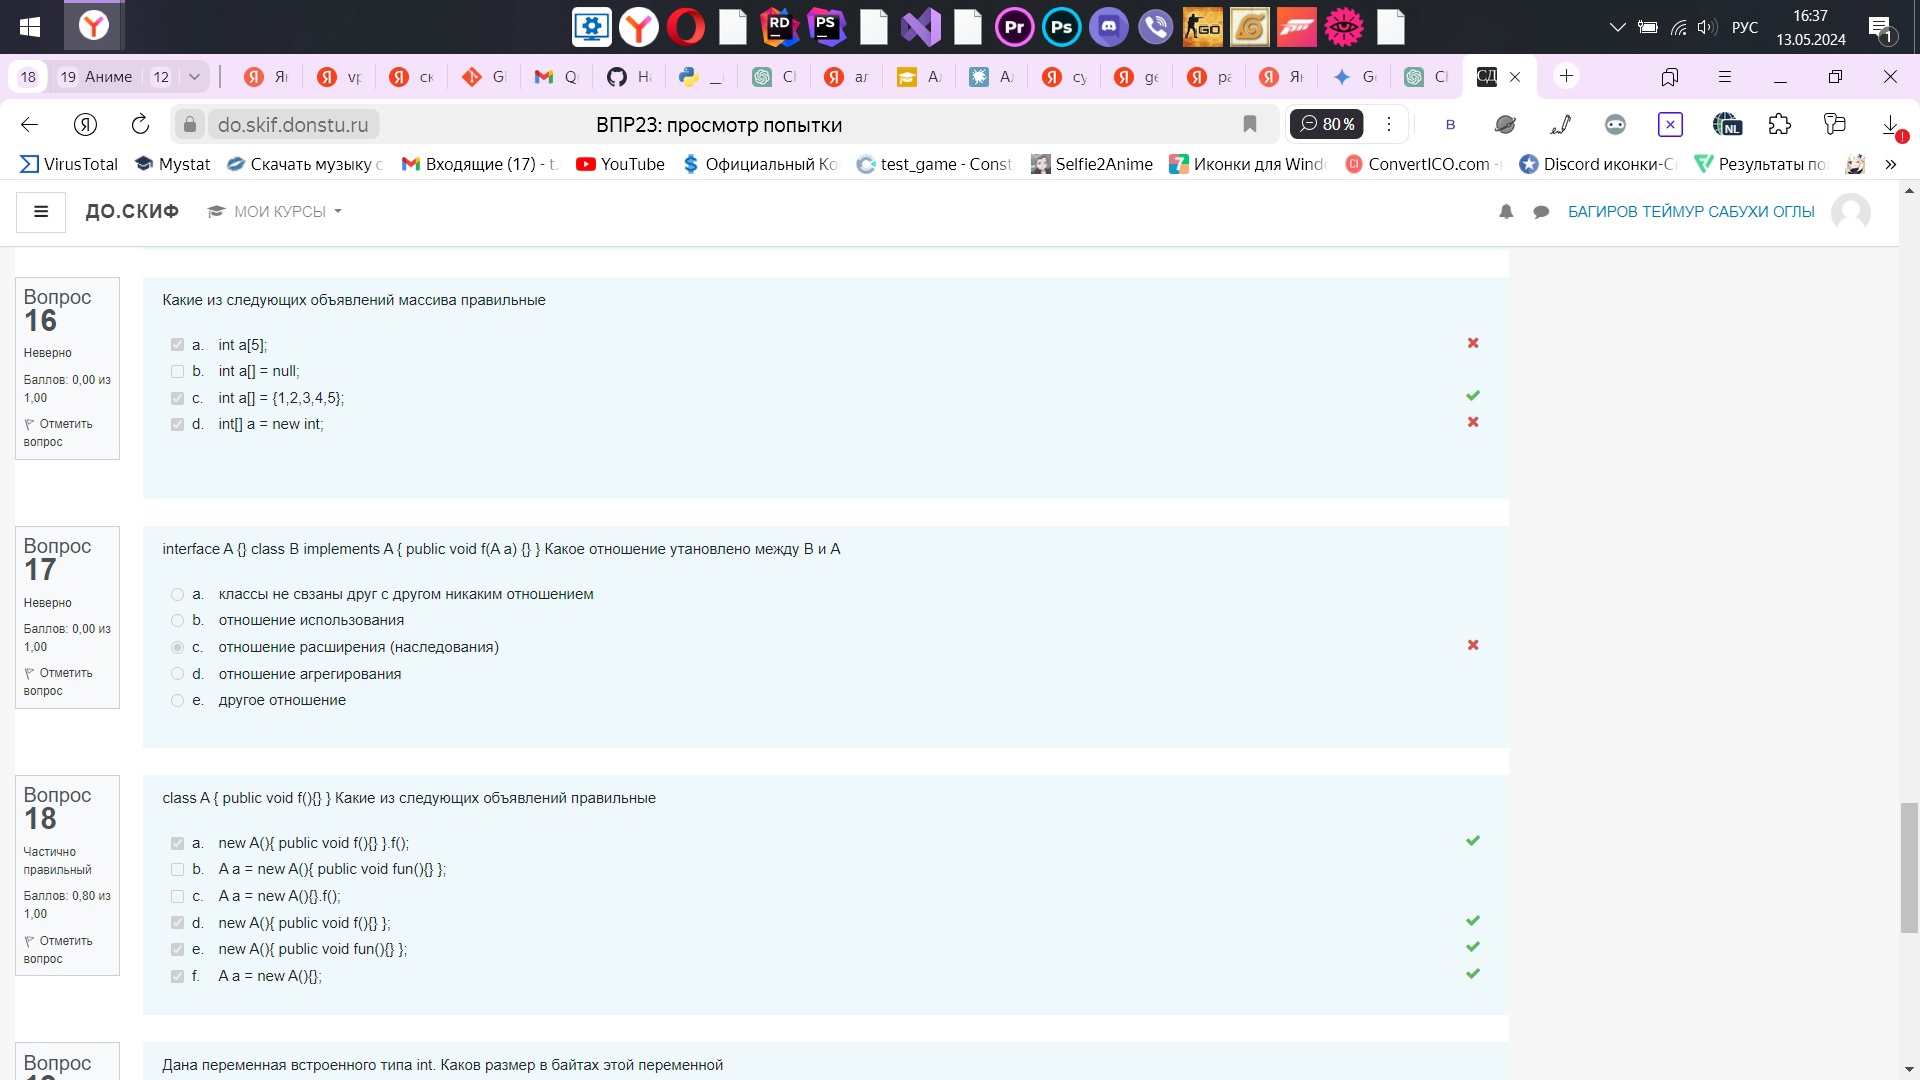 РУС
16:37
13.05.2024
1
18
19 Аниме
12
ВПР23: просмотр попытки
do.skif.donstu.ru
80 %
VirusTotal
Mystat
Скачать музыку с
Входящие (17) - t.
YouTube
Официальный Ко
test_game - Const
Selfie2Anime
Иконки для Wind
ConvertICO.com -
Discord иконки-С
Результаты по
»
ДО.СКИФ
МОИ КУРСЫ
БАГИРОВ ТЕЙМУР САБУХИ ОГЛЫ
Вопрос
16
Неверно
Баллов: 0,00 из
1,00
Отметить
вопрос
Какие из следующих объявлений массива правильные
a. int a[5];
b. int a[] = null;
c. int a[] = {1,2,3,4,5};
d. int[] a = new int;
Вопрос
17
Неверно
Баллов: 0,00 из
1,00
Отметить
вопрос
interface A {} class B implements A { public void f(A a) {} } Какое отношение утановлено между B и A
a. классы не свзаны друг с другом никаким отношением
b. отношение использования
c. отношение расширения (наследования)
d. отношение агрегирования
e. другое отношение
Вопрос
18
Частично
правильный
Баллов: 0,80 из
1,00
Отметить
вопрос
class A { public void f(){} } Какие из следующих объявлений правильные
a. new A(){ public void f(){} }.f();
b. A a = new A(){ public void fun(){} };
c. A a = new A(){}.f();
d. new A(){ public void f(){} };
e. new A(){ public void fun(){} };
f. A a = new A(){};
Вопрос
Дана переменная встроенного типа int. Каков размер в байтах этой переменной